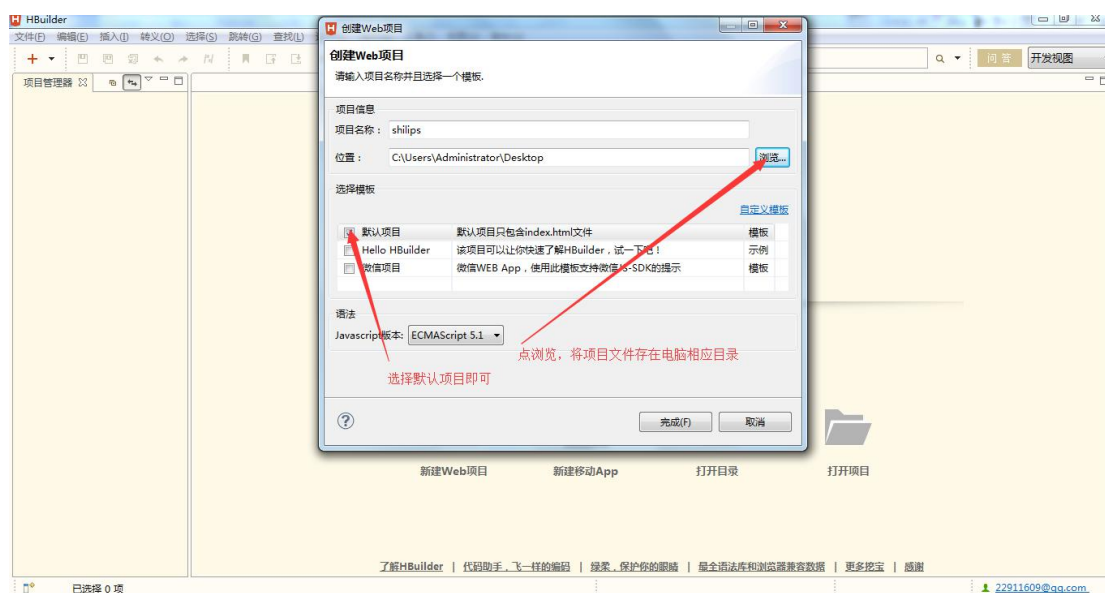 HBuilder
创建Web项目
文件(F) 编辑(E) 插入(I) 转义(O) 选择(S) 跳转(G) 查找(L)
创建Web项目
请输入项目名称并且选择一个模板.
问答 开发视图
项目管理器
项目信息
项目名称： shilips
位置： C:\Users\Administrator\Desktop 浏览...
选择模板
自定义模板
默认项目 默认项目只包含index.html文件 模板
Hello HBuilder 该项目可以让你快速了解HBuilder，试一下吧！ 示例
微信项目 微信WEB App，使用此模板支持微信JS-SDK的提示 模板
语法
Javascript版本: ECMAScript 5.1
点浏览，将项目文件存在电脑相应目录
选择默认项目即可
完成(F) 取消
新建Web项目 新建移动App 打开目录 打开项目
了解HBuilder | 代码助手，飞一样的编码 | 绿柔，保护你的眼睛 | 最全语法库和浏览器兼容数据 | 更多挖宝 | 感谢
已选择 0 项 22911609@qq.com